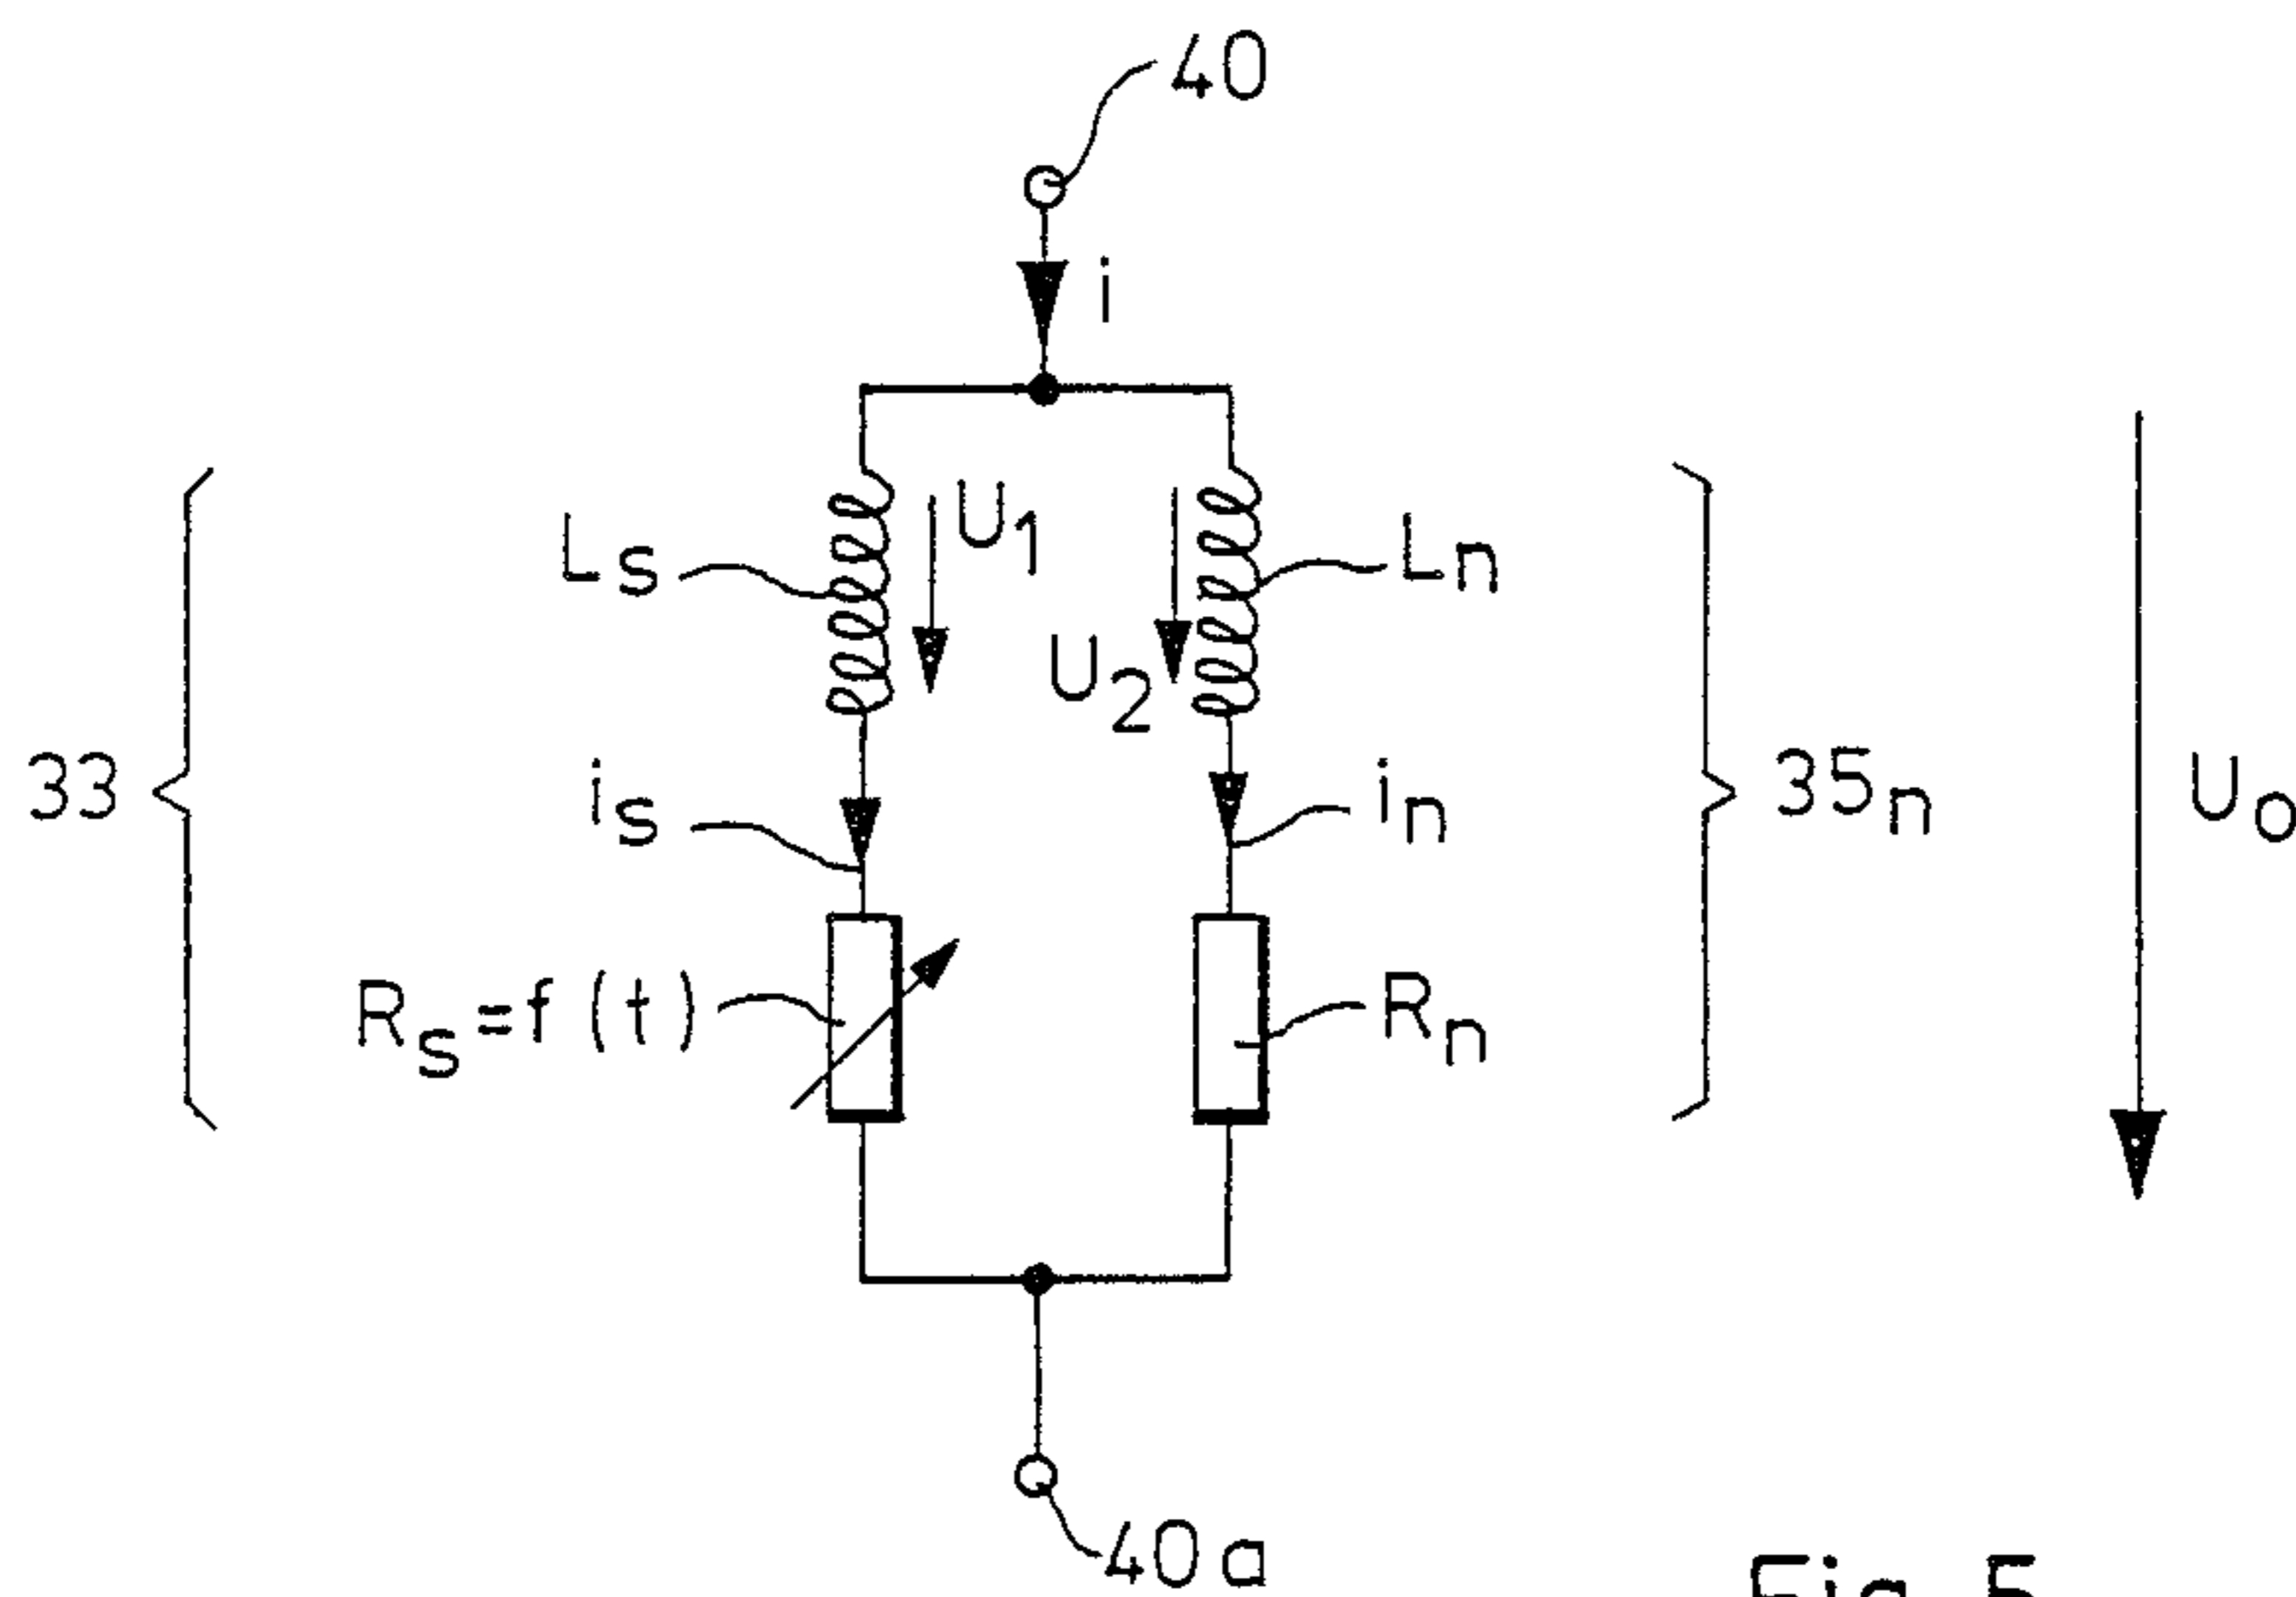 40
i
U1
Ls
Ln
U2
33
is
in
35n
Uo
Rs=f (t)
Rn
40a
Fig 5